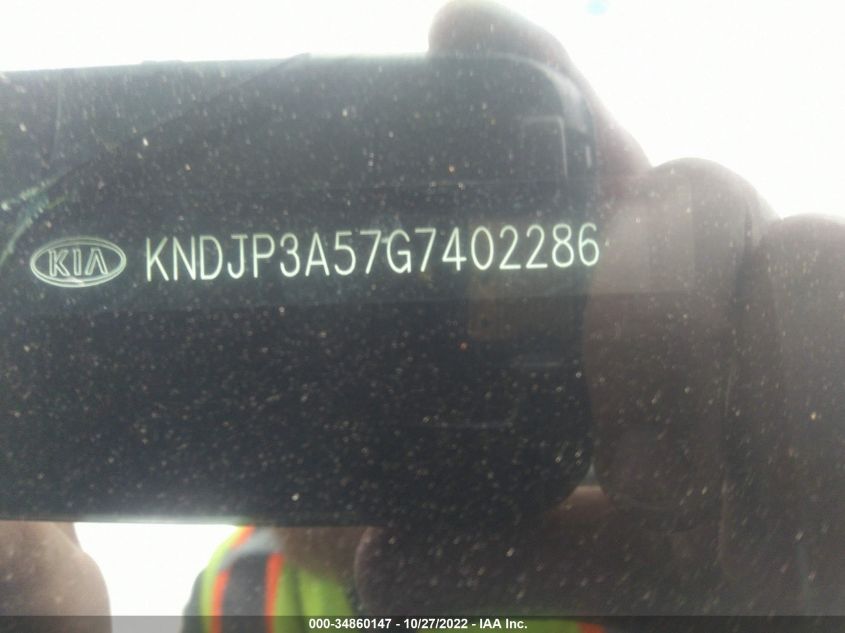 KIA KNDJP3A57G7402286
000-34860147 - 10/27/2022 - IAA Inc.